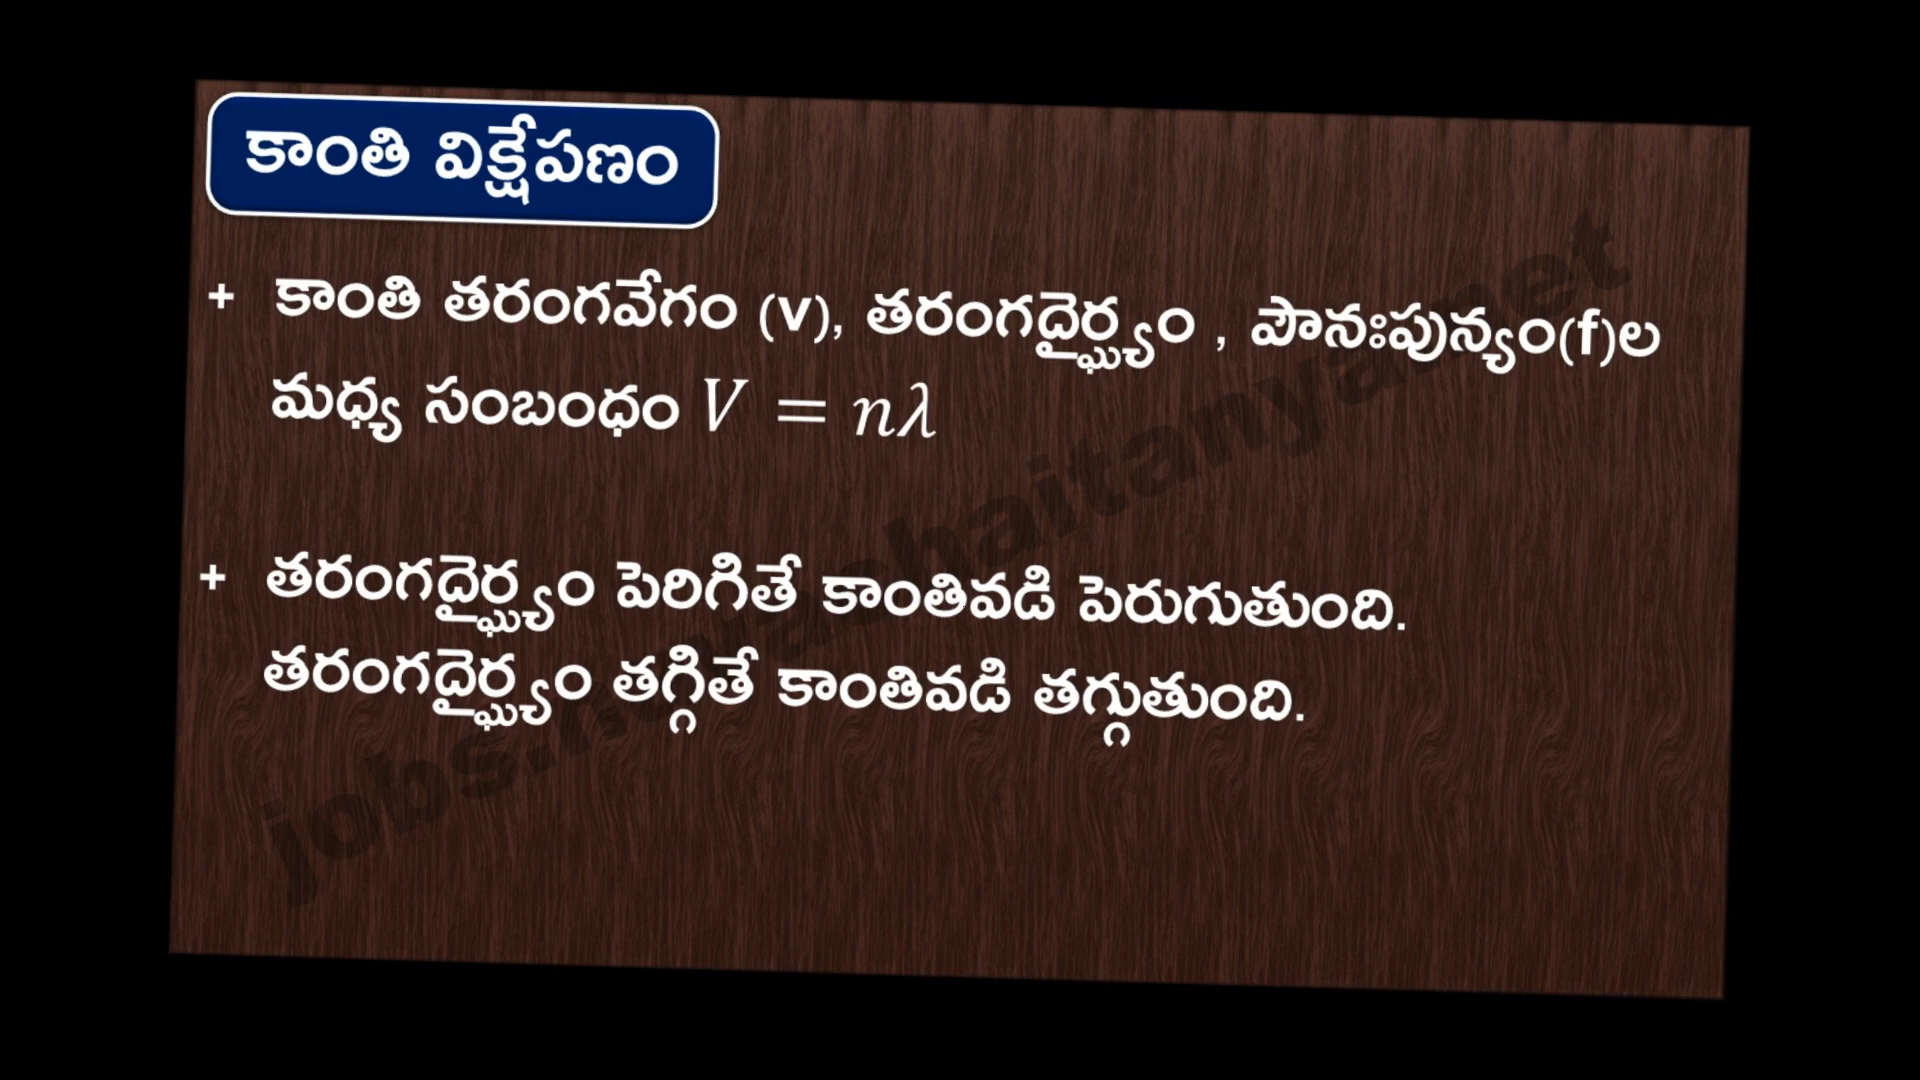 కాంతి విక్షేపణం
+ కాంతి తరంగవేగం (v), తరంగదైర్ఘ్యం , పౌనఃపున్యం(f)ల
మధ్య సంబంధం V = nλ
+ తరంగదైర్ఘ్యం పెరిగితే కాంతివడి పెరుగుతుంది.
తరంగదైర్ఘ్యం తగ్గితే కాంతివడి తగ్గుతుంది.